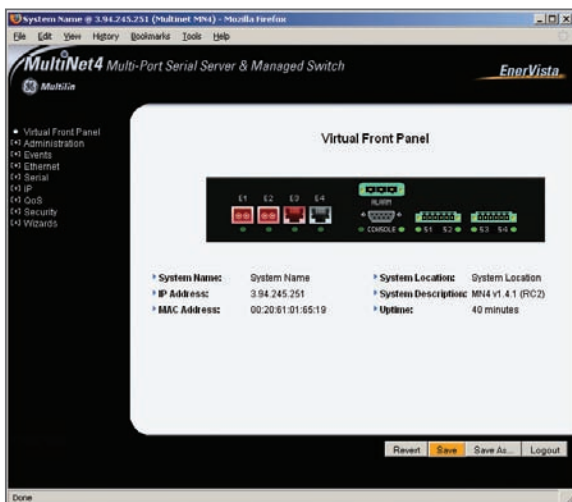 System Name @ 3.94.245.251 (Multinet MN4) - Mozilla Firefox
File Edit View History Bookmarks Tools Help
MultiNet4 Multi-Port Serial Server & Managed Switch
Multilin
EnerVista
Virtual Front Panel
[+] Administration
[+] Events
[+] Ethernet
[+] Serial
[+] IP
[+] QoS
[+] Security
[+] Wizards
Virtual Front Panel
E1 E2 E3 E4
ALARM
CONSOLE S1 S2 S3 S4
System Name: System Name
IP Address: 3.94.245.251
MAC Address: 00:20:61:01:65:19
System Location: System Location
System Description: MN4 v1.4.1 (RC2)
Uptime: 40 minutes
Revert Save Save As... Logout
Done